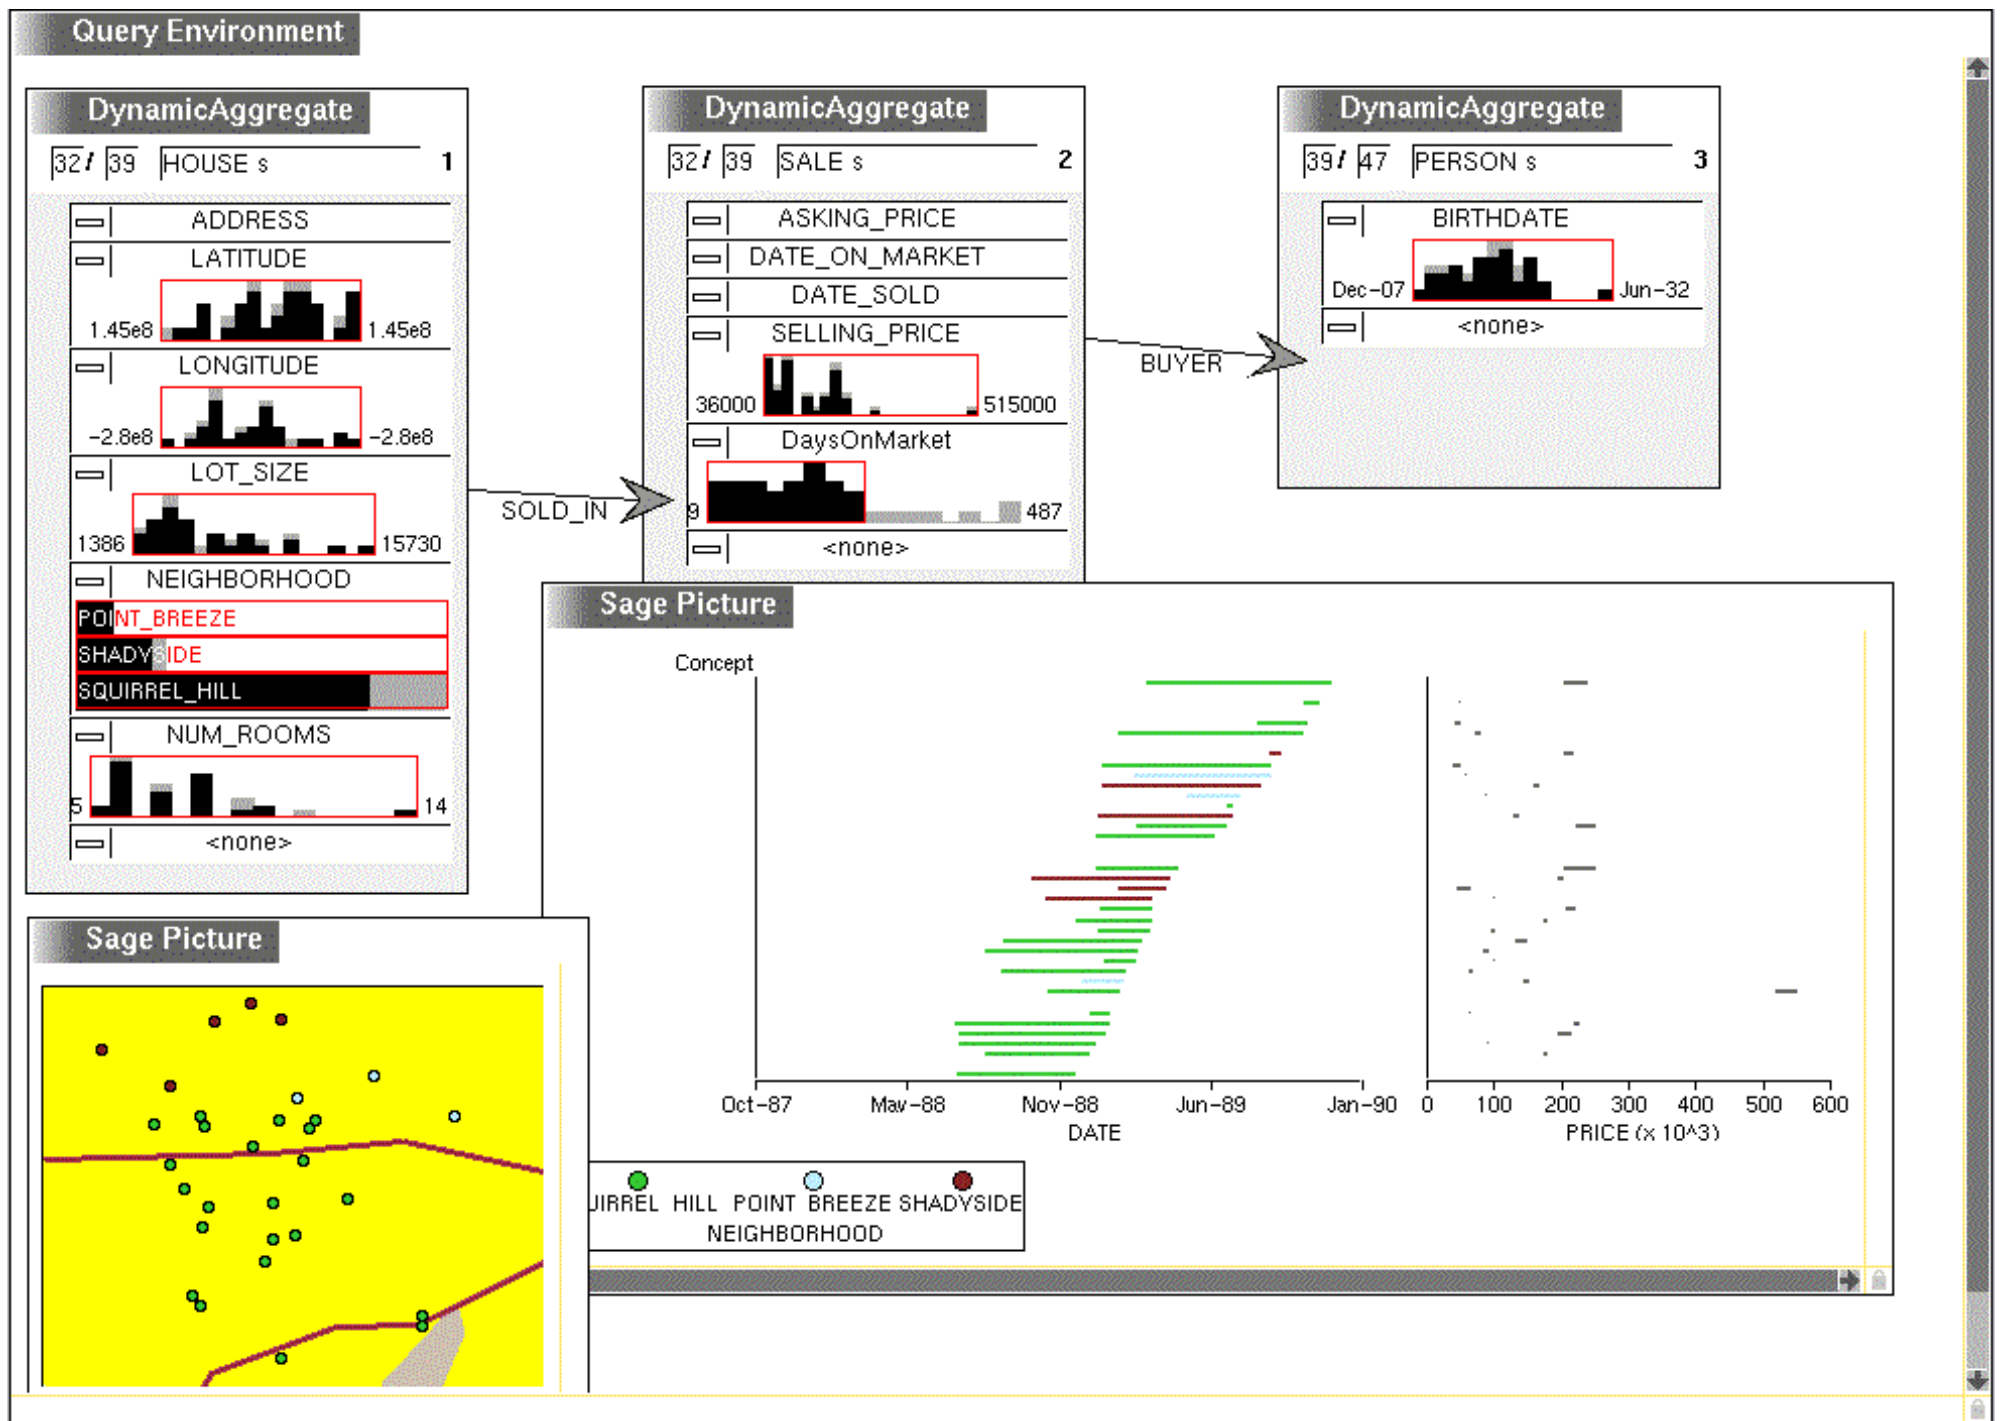 Query Environment
DynamicAggregate
32/ 39 HOUSE s 1
ADDRESS
LATITUDE
1.45e8 1.45e8
LONGITUDE
-2.8e8 -2.8e8
LOT_SIZE
1386 15730
NEIGHBORHOOD
POINT_BREEZE
SHADYSIDE
SQUIRREL_HILL
NUM_ROOMS
5 14
<none>
SOLD_IN
DynamicAggregate
32/ 39 SALE s 2
ASKING_PRICE
DATE_ON_MARKET
DATE_SOLD
SELLING_PRICE
36000 515000
DaysOnMarket
9 487
<none>
BUYER
DynamicAggregate
39/ 47 PERSON s 3
BIRTHDATE
Dec-07 Jun-32
<none>
Sage Picture
Concept
Oct-87 May-88 Nov-88 Jun-89 Jan-90
DATE
0 100 200 300 400 500 600
PRICE (x 10^3)
UIRREL HILL POINT BREEZE SHADYSIDE
NEIGHBORHOOD
Sage Picture